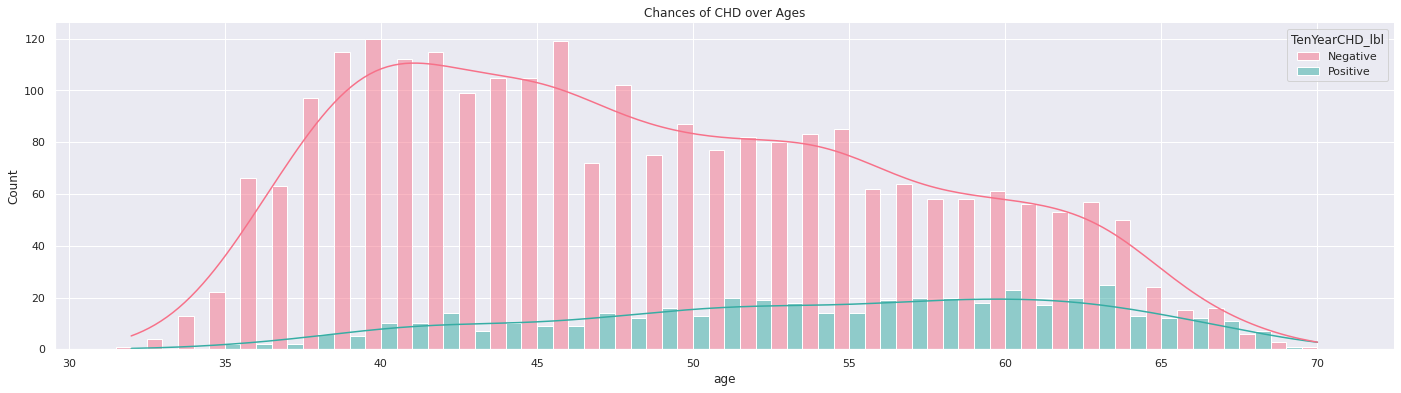 Chances of CHD over Ages
TenYearCHD_lbl
Negative
Positive
120
100
80
60
40
20
0
Count
30 35 40 45 50 55 60 65 70
age